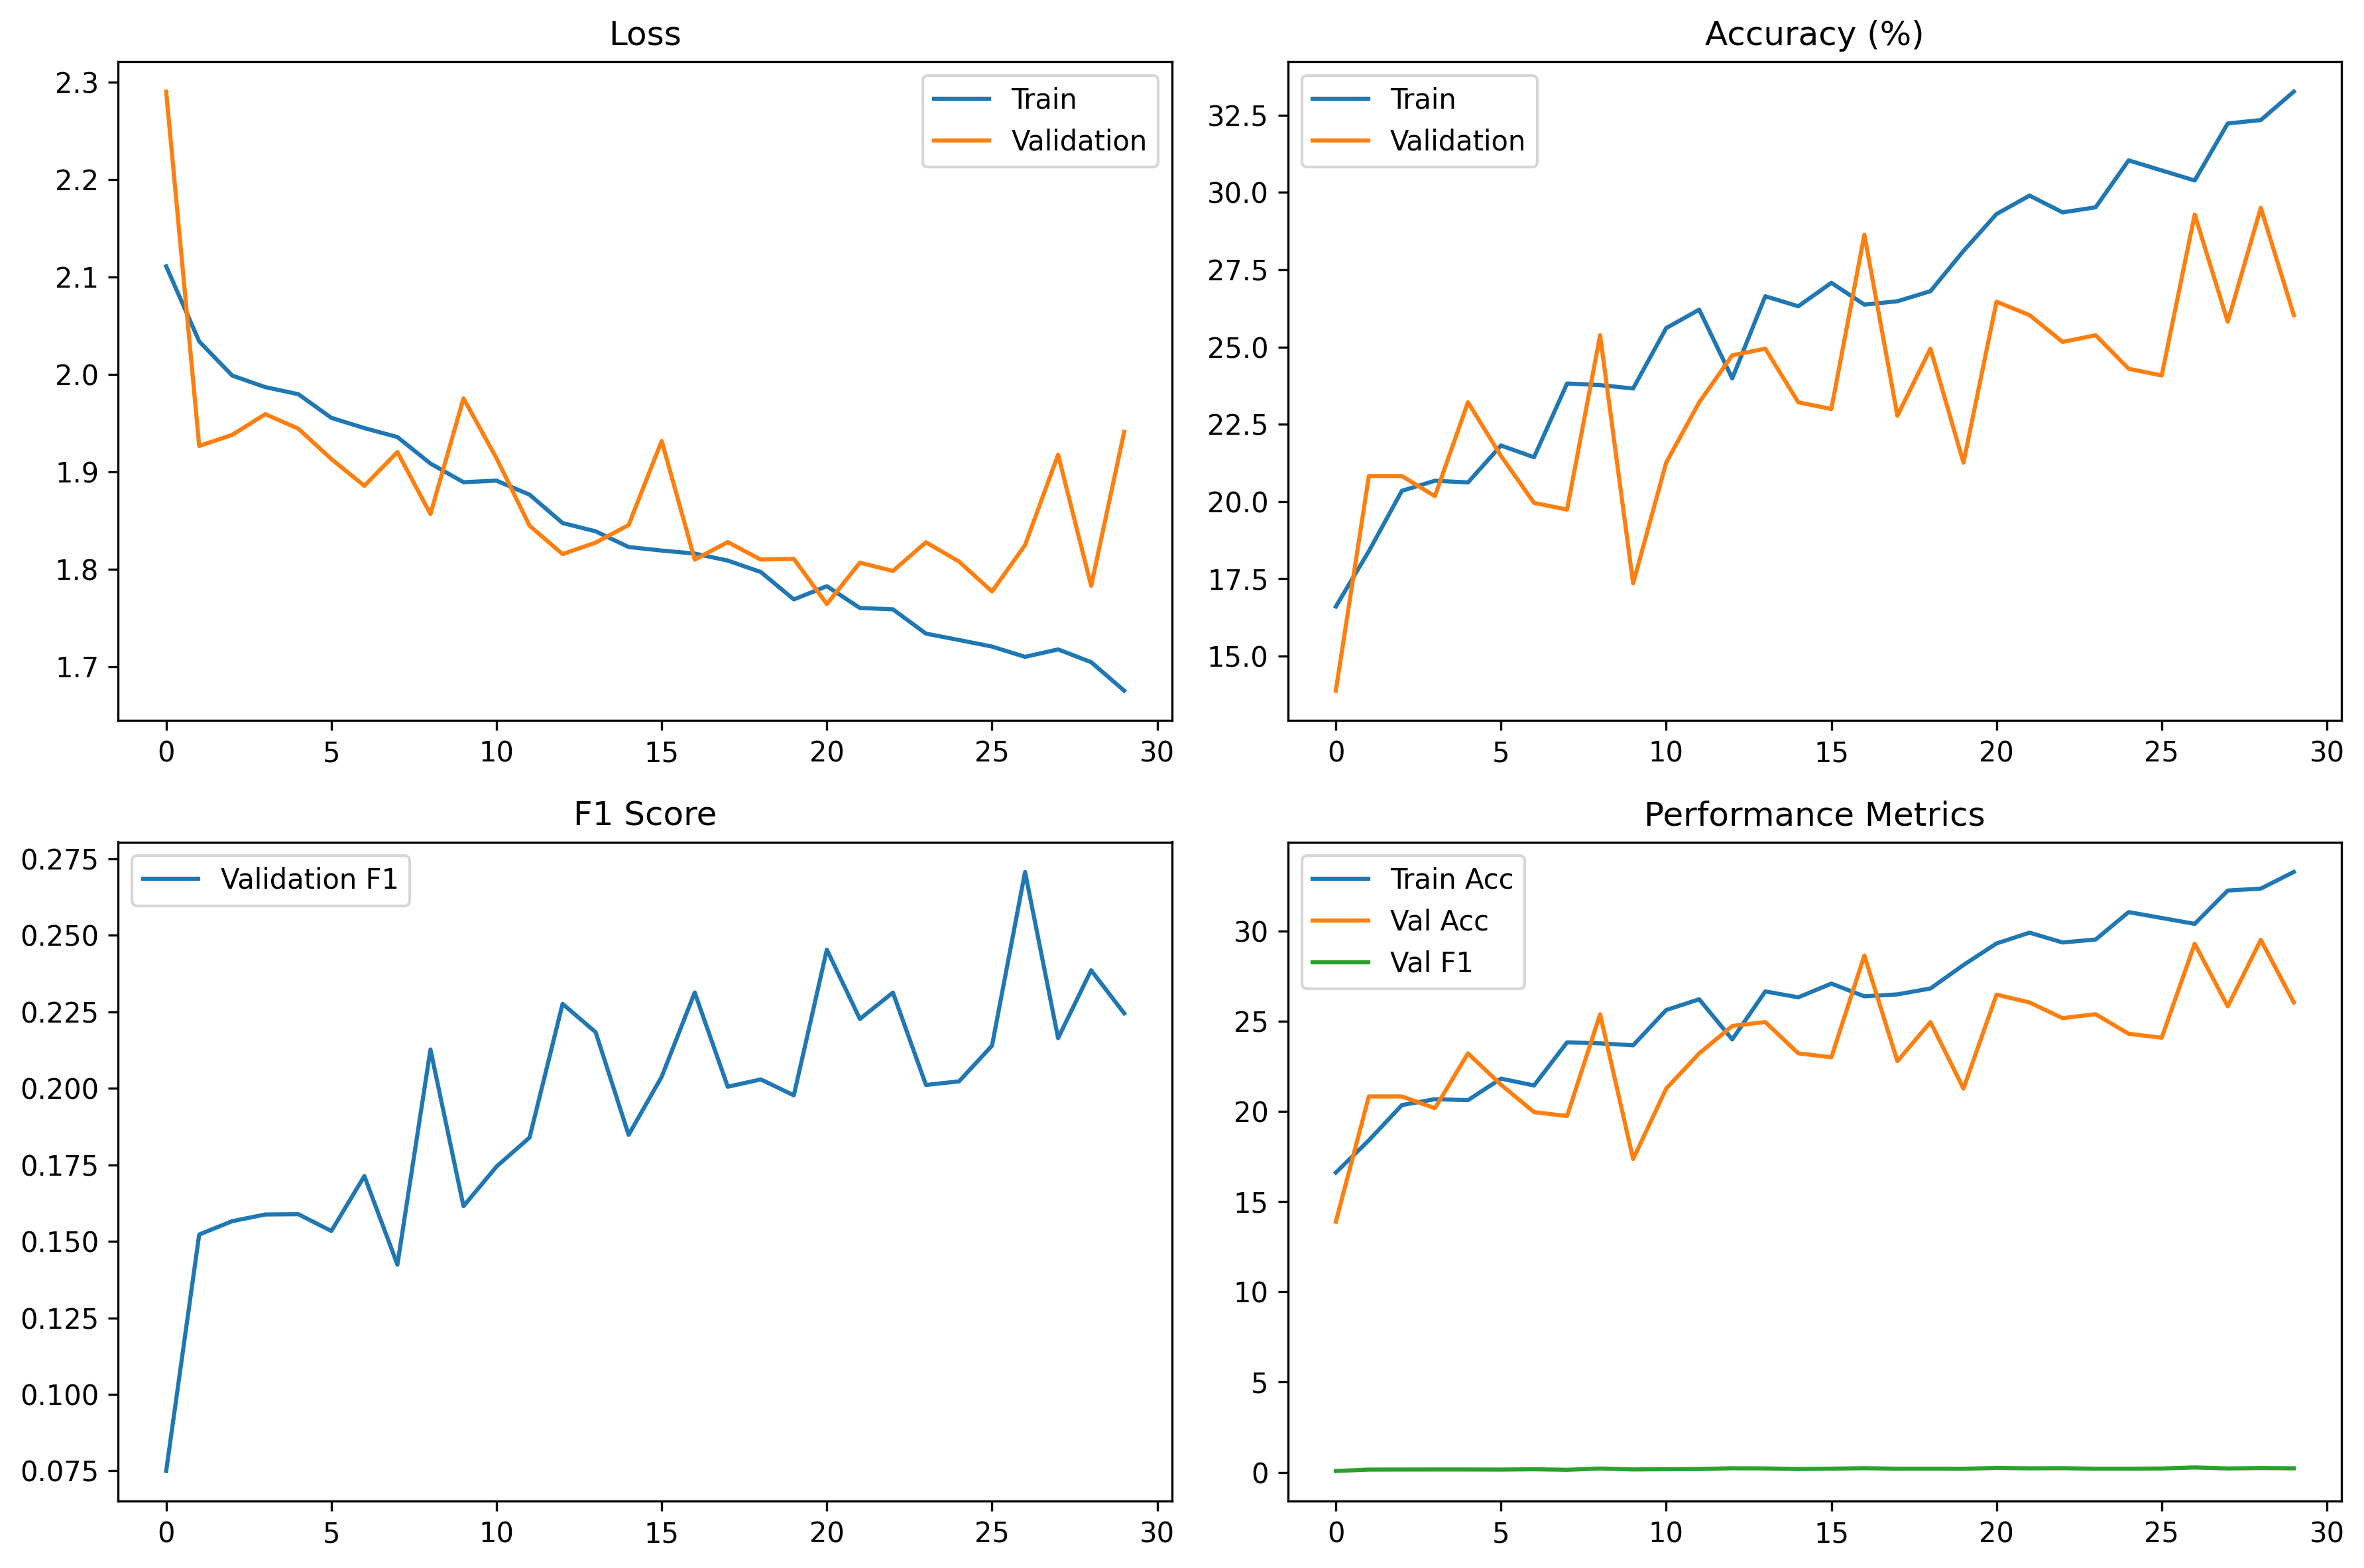 Loss
Train
Validation
2.3
2.2
2.1
2.0
1.9
1.8
1.7
0 5 10 15 20 25 30
Accuracy (%)
Train
Validation
32.5
30.0
27.5
25.0
22.5
20.0
17.5
15.0
0 5 10 15 20 25 30
F1 Score
Validation F1
0.275
0.250
0.225
0.200
0.175
0.150
0.125
0.100
0.075
0 5 10 15 20 25 30
Performance Metrics
Train Acc
Val Acc
Val F1
30
25
20
15
10
5
0
0 5 10 15 20 25 30